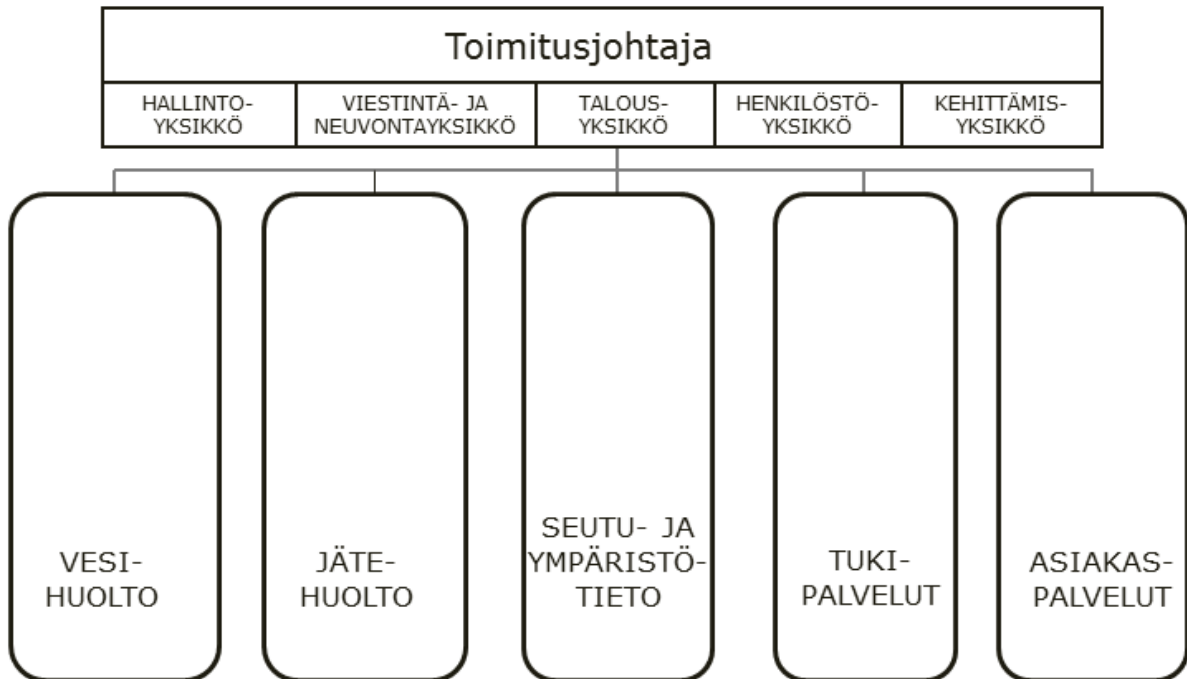 Toimitusjohtaja
HALLINTO-
YKSIKKÖ
VIESTINTÄ- JA
NEUVONTAYKSIKKÖ
TALOUS-
YKSIKKÖ
HENKILÖSTÖ-
YKSIKKÖ
KEHITTÄMIS-
YKSIKKÖ
VESI-
HUOLTO
JÄTE-
HUOLTO
SEUTU- JA
YMPÄRISTÖ-
TIETO
TUKI-
PALVELUT
ASIAKAS-
PALVELUT